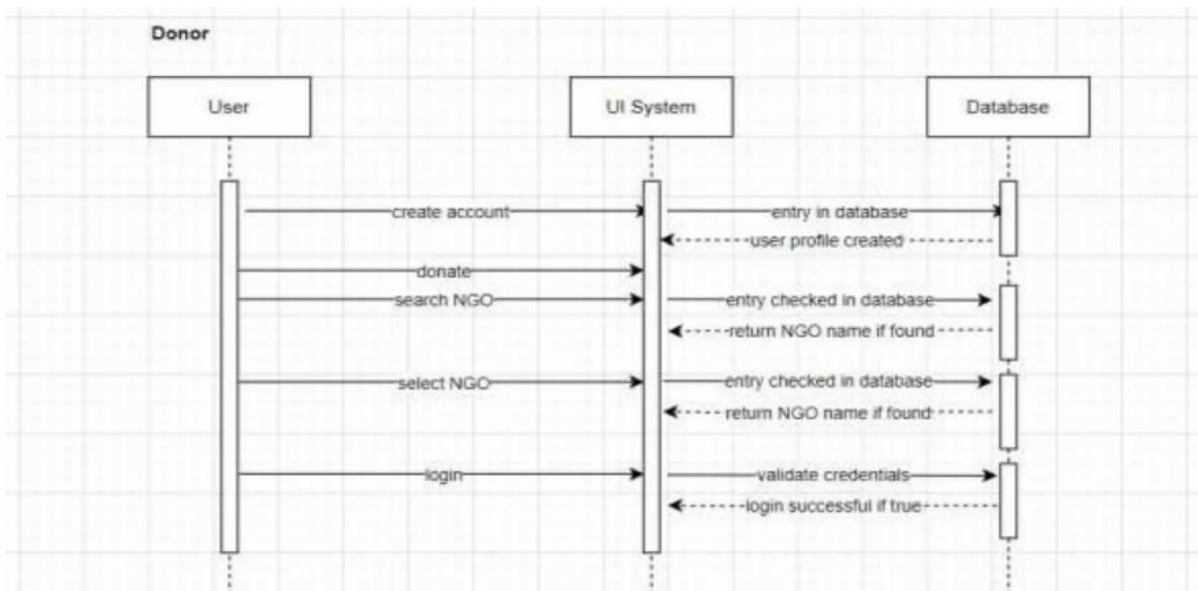 Donor
User
UI System
Database
create account
entry in database
user profile created
donate
search NGO
entry checked in database
return NGO name if found
select NGO
entry checked in database
return NGO name if found
login
validate credentials
login successful if true